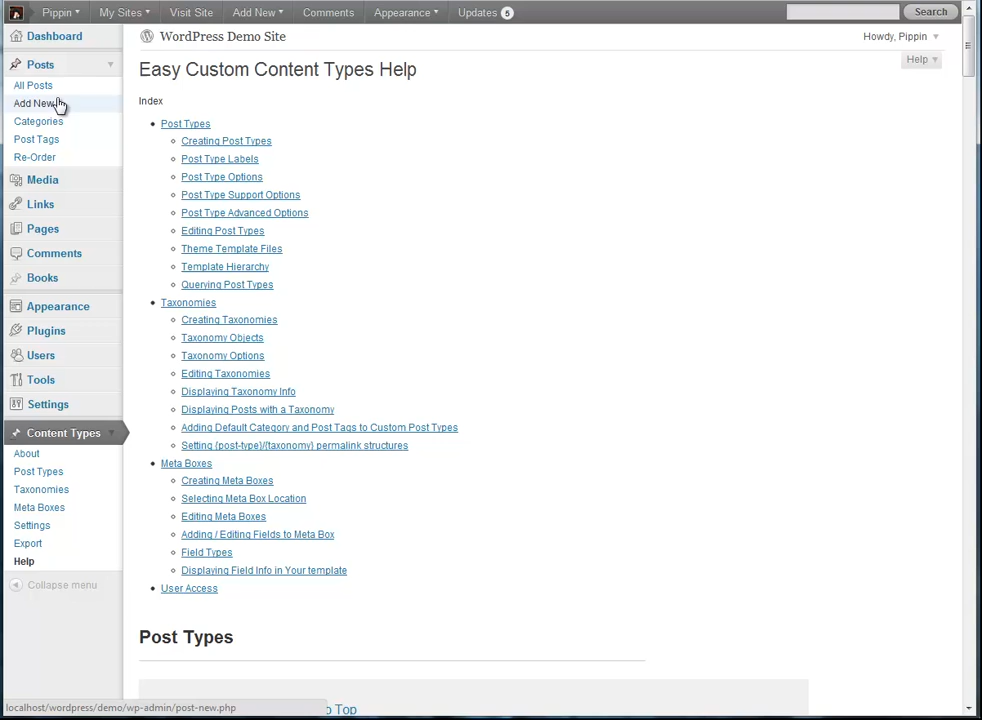 Pippin My Sites Visit Site Add New Comments Appearance Updates 5 Search
Dashboard
Posts
All Posts
Add New
Categories
Post Tags
Re-Order
Media
Links
Pages
Comments
Books
Appearance
Plugins
Users
Tools
Settings
Content Types
About
Post Types
Taxonomies
Meta Boxes
Settings
Export
Help
Collapse menu
WordPress Demo Site
Howdy, Pippin
Help
Easy Custom Content Types Help
Index
Post Types
Creating Post Types
Post Type Labels
Post Type Options
Post Type Support Options
Post Type Advanced Options
Editing Post Types
Theme Template Files
Template Hierarchy
Querying Post Types
Taxonomies
Creating Taxonomies
Taxonomy Objects
Taxonomy Options
Editing Taxonomies
Displaying Taxonomy Info
Displaying Posts with a Taxonomy
Adding Default Category and Post Tags to Custom Post Types
Setting {post-type}/{taxonomy} permalink structures
Meta Boxes
Creating Meta Boxes
Selecting Meta Box Location
Editing Meta Boxes
Adding / Editing Fields to Meta Box
Field Types
Displaying Field Info in Your template
User Access
Post Types
o Top
localhost/wordpress/demo/wp-admin/post-new.php